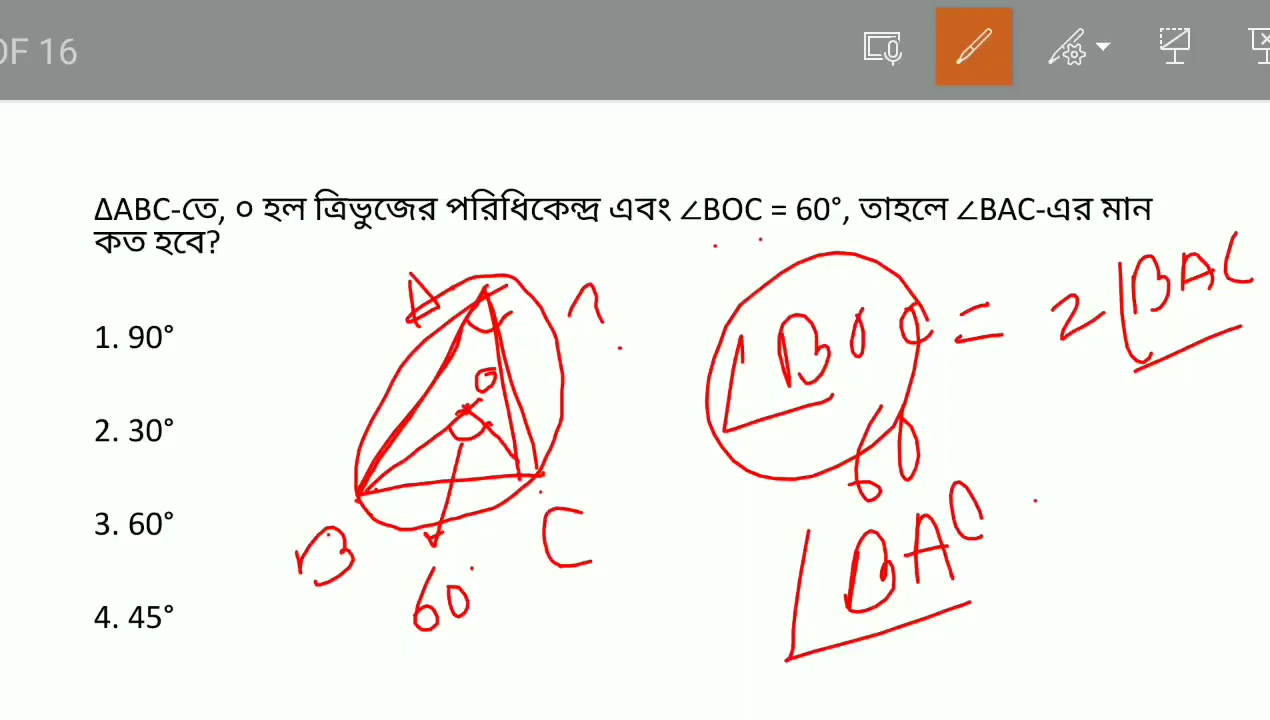 OF 16
ΔABC-তে, ০ হল ত্রিভুজের পরিধিকেন্দ্র এবং ∠BOC = 60°, তাহলে ∠BAC-এর মান
কত হবে?
1. 90°
2. 30°
3. 60°
4. 45°
A
O
B
C
60°
∠BOC = 2 ∠BAC
60
∠BAC